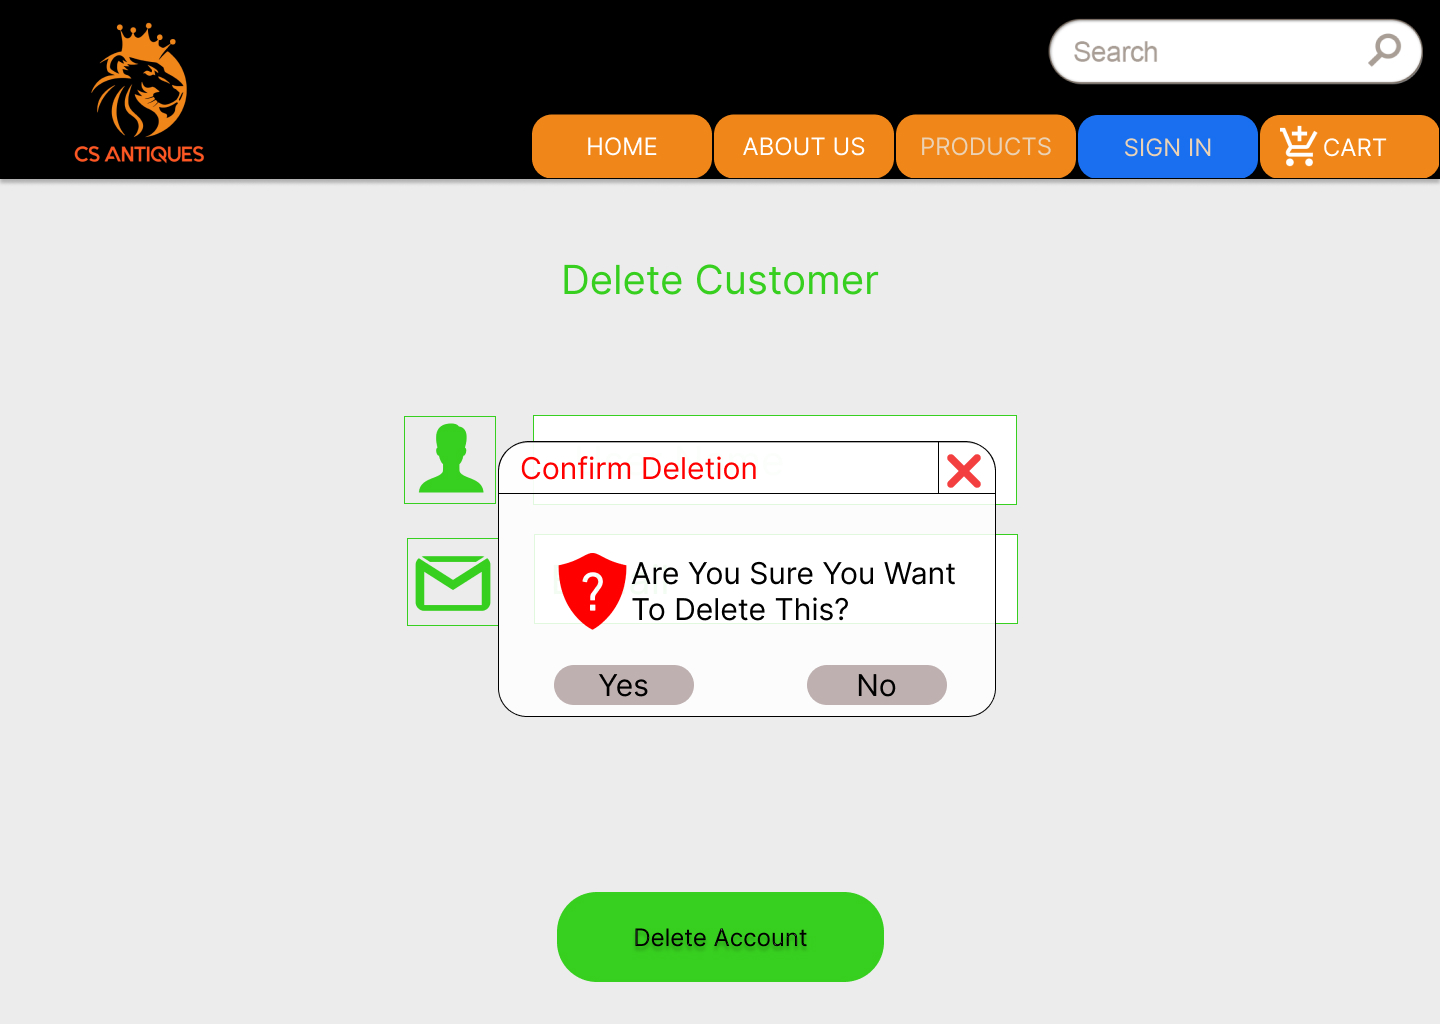 CS ANTIQUES
Search
HOME
ABOUT US
PRODUCTS
SIGN IN
CART
Delete Customer
Confirm Deletion
?
Are You Sure You Want
To Delete This?
Yes
No
Delete Account